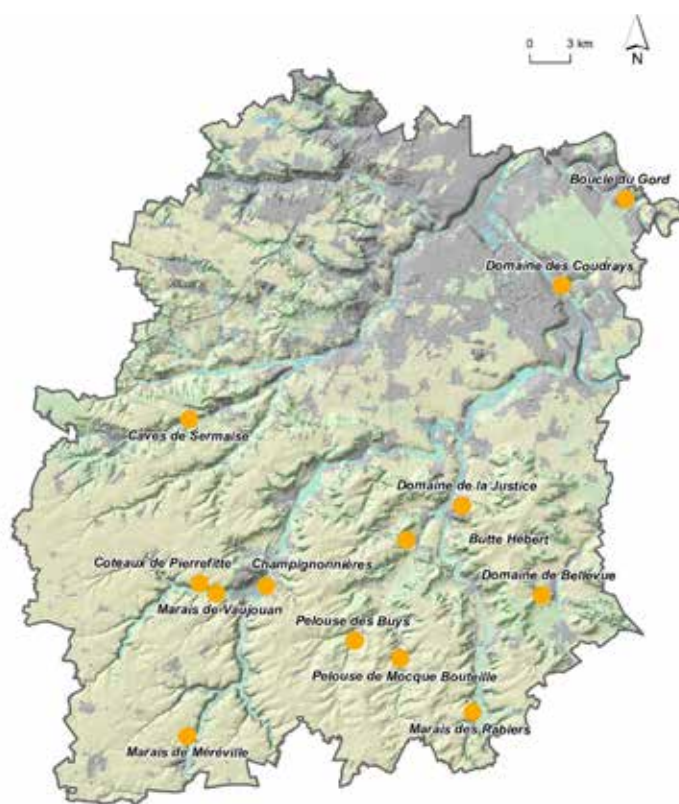 0 3 km
N
Boucle du Gord
Domaine des Coudrays
Caves de Sermaise
Domaine de la Justice
Butte Hébert
Coteaux de Pierrefitte
Champignonnières
Domaine de Bellevue
Marais de Vaujouan
Pelouse des Buys
Pelouse de Mocque Bouteille
Marais des Rabiers
Marais de Méréville